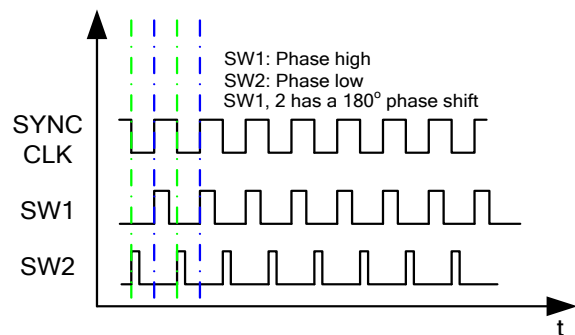 SW1: Phase high
SW2: Phase low
SW1, 2 has a 180° phase shift
SYNC
CLK
SW1
SW2
t